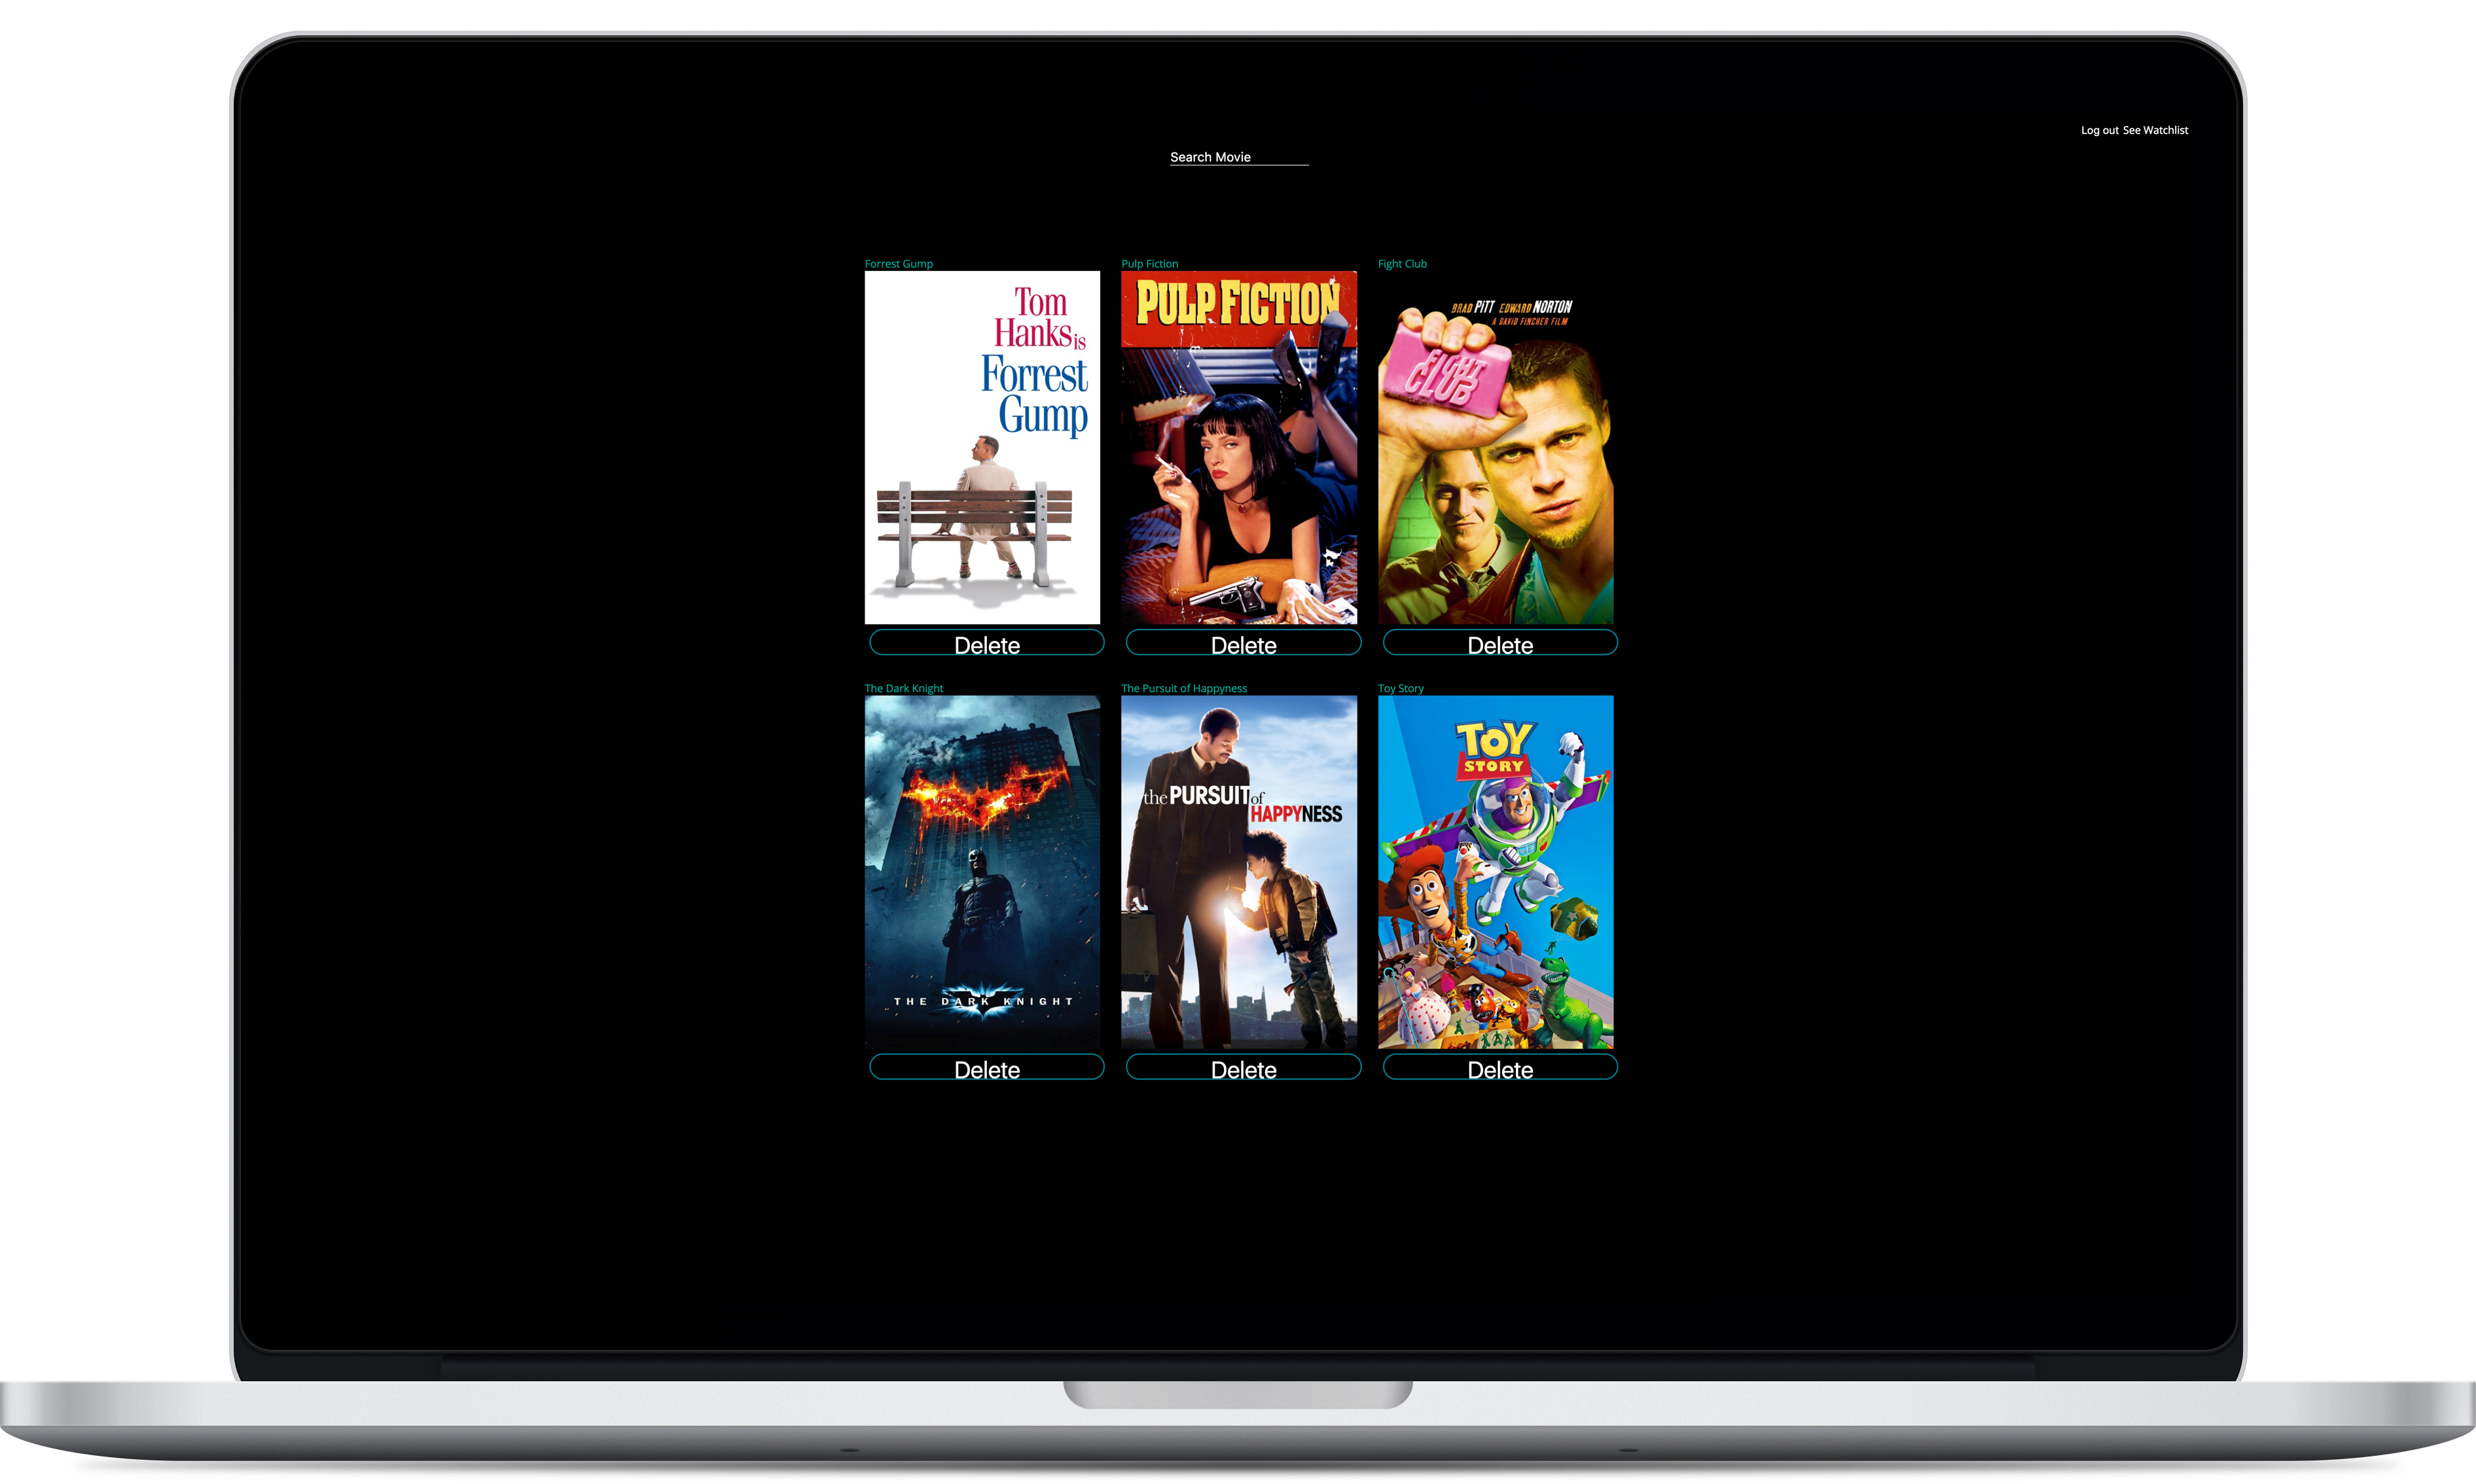 Log out See Watchlist
Search Movie
Forrest Gump
Pulp Fiction
Fight Club
Tom
Hanks is
Forrest
Gump
PULP FICTION
BRAD PITT EDWARD NORTON
A DAVID FINCHER FILM
FIGHT
CLUB
Delete
Delete
Delete
The Dark Knight
The Pursuit of Happyness
Toy Story
THE DARK KNIGHT
the PURSUIT of
HAPPYNESS
TOY
STORY
Delete
Delete
Delete